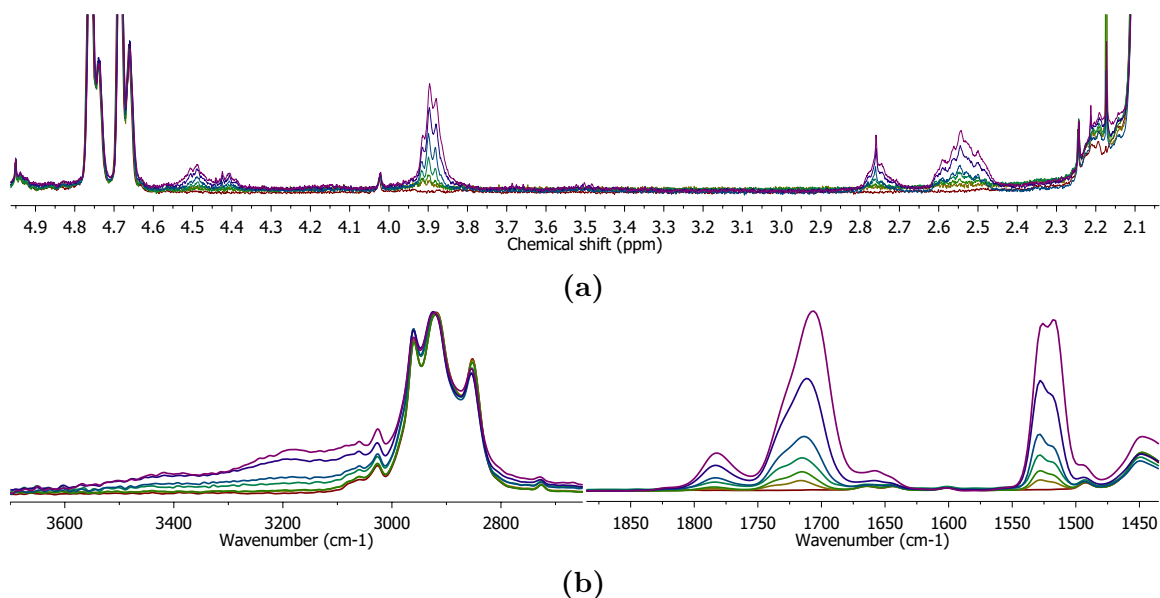 4.9 4.8 4.7 4.6 4.5 4.4 4.3 4.2 4.1 4.0 3.9 3.8 3.7 3.6 3.5 3.4 3.3 3.2 3.1 3.0 2.9 2.8 2.7 2.6 2.5 2.4 2.3 2.2 2.1
Chemical shift (ppm)
(a)
3600 3400 3200 3000 2800 1850 1800 1750 1700 1650 1600 1550 1500 1450
Wavenumber (cm-1) Wavenumber (cm-1)
(b)